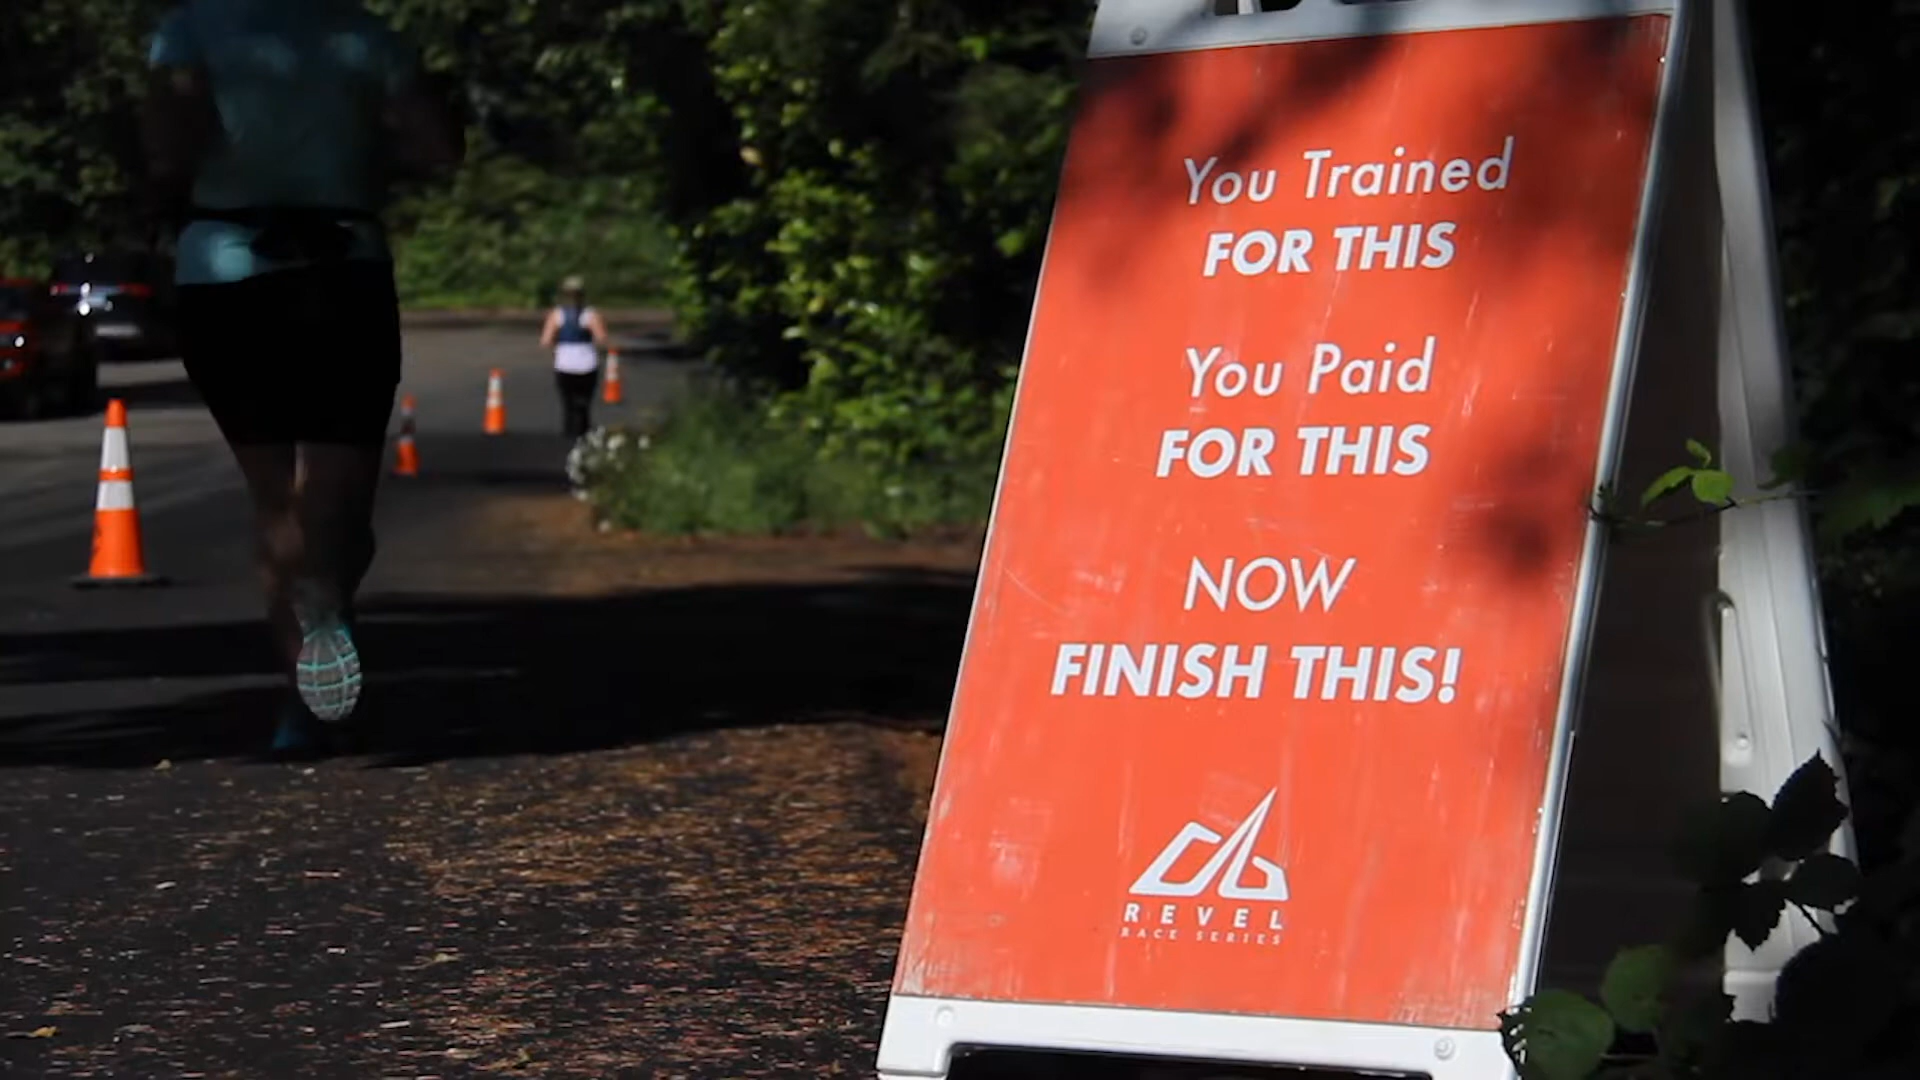 You Trained
FOR THIS
You Paid
FOR THIS
NOW
FINISH THIS!
REVEL
RACE SERIES